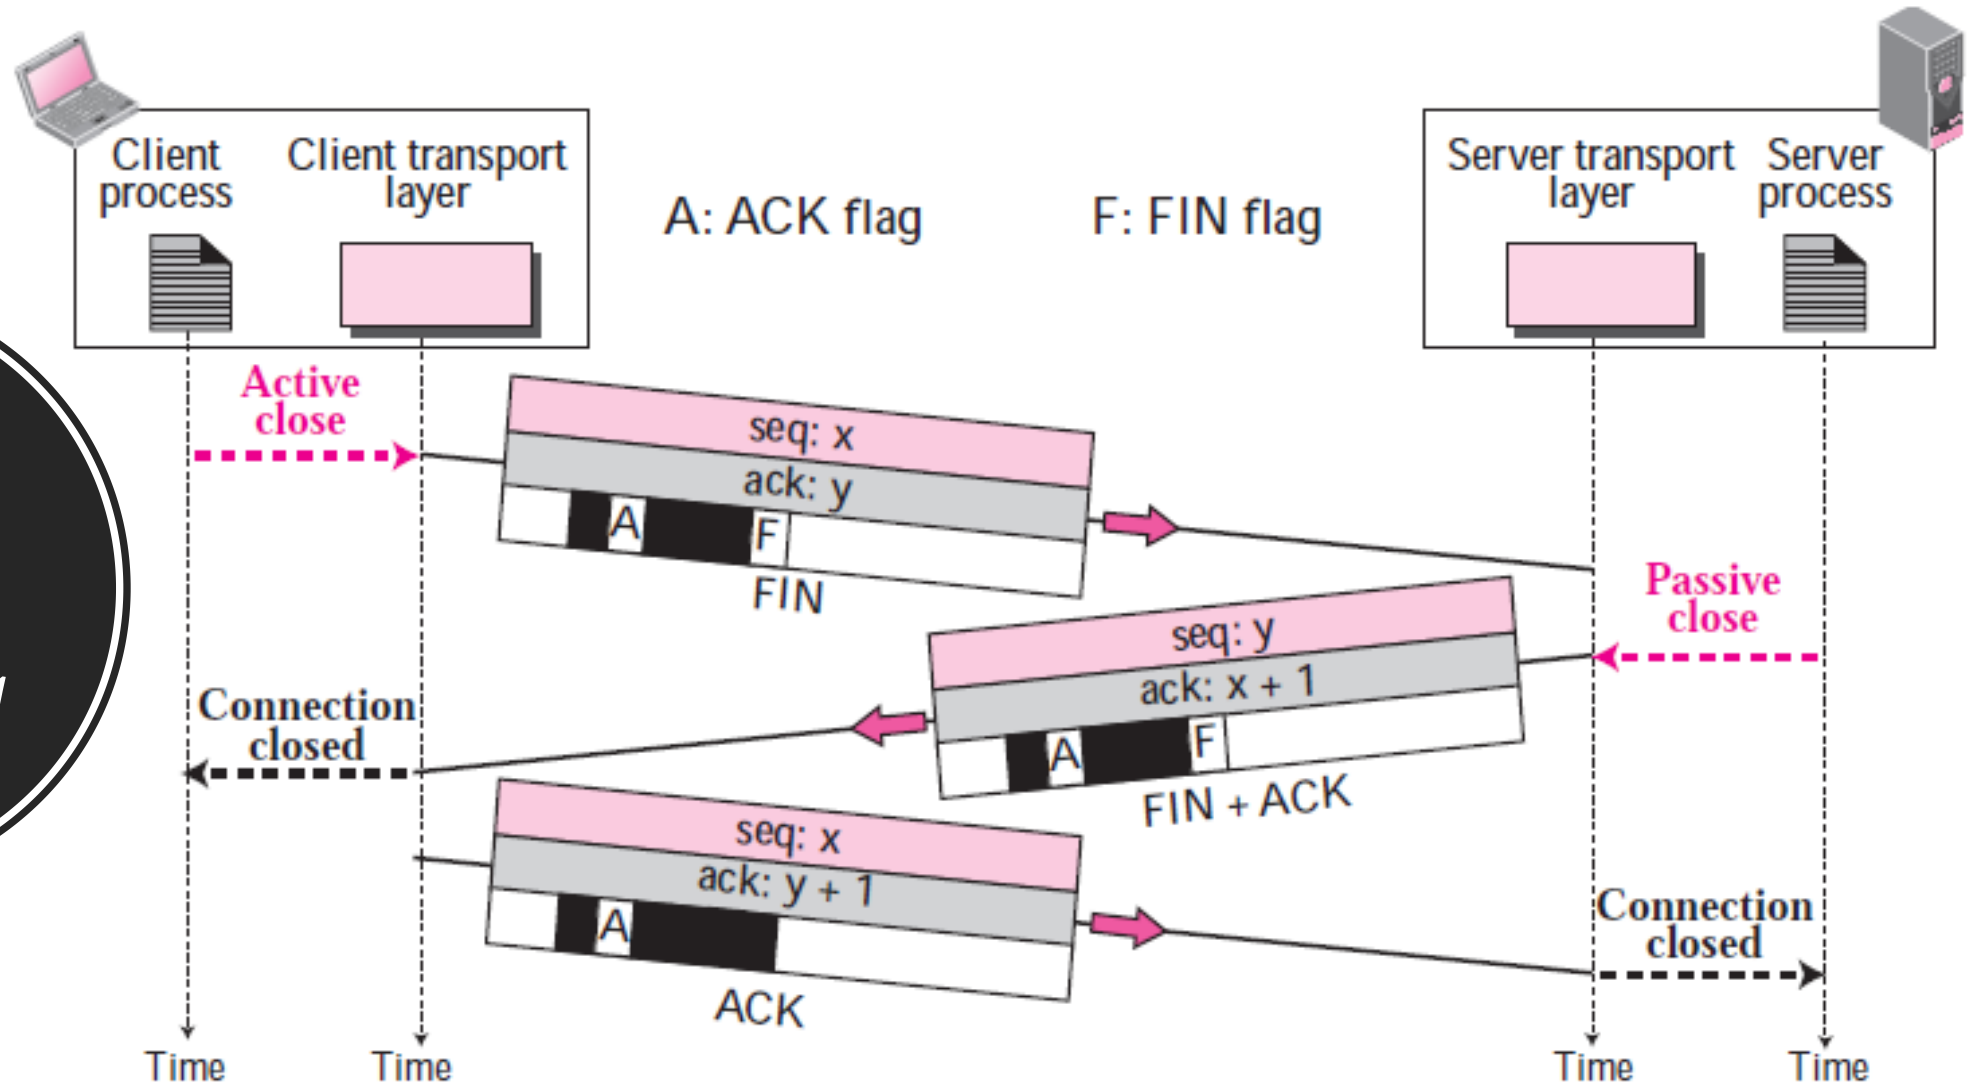 Client
process
Client transport
layer
A: ACK flag
F: FIN flag
Server transport
layer
Server
process
Active
close
seq: x
ack: y
A
F
FIN
Passive
close
seq: y
ack: x + 1
A
F
FIN + ACK
Connection
closed
seq: x
ack: y + 1
A
ACK
Connection
closed
Time
Time
Time
Time